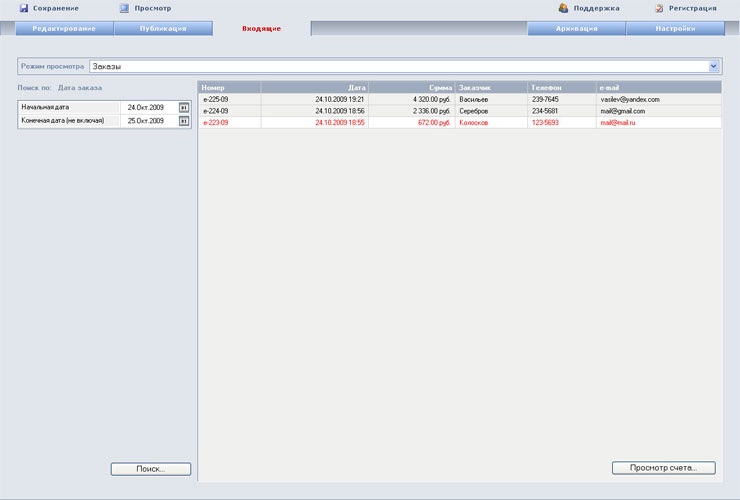 Сохранение Просмотр Поддержка Регистрация
Редактирование Публикация Входящие Архивация Настройки
Режим просмотра Заказы
Поиск по: Дата заказа
Начальная дата 24.Окт.2009
Конечная дата (не включая) 25.Окт.2009
Номер Дата Сумма Заказчик Телефон e-mail
e-225-09 24.10.2009 19:21 4 320.00 руб. Васильев 239-7645 vasilev@yandex.com
e-224-09 24.10.2009 18:56 2 336.00 руб. Серебров 234-5681 mail@gmail.com
e-223-09 24.10.2009 18:55 672.00 руб. Колосков 123-5693 mail@mail.ru
Поиск... Просмотр счета...